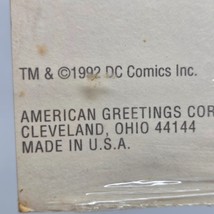 TM & ©1992 DC Comics Inc.
AMERICAN GREETINGS COR
CLEVELAND, OHIO 44144
MADE IN U.S.A.